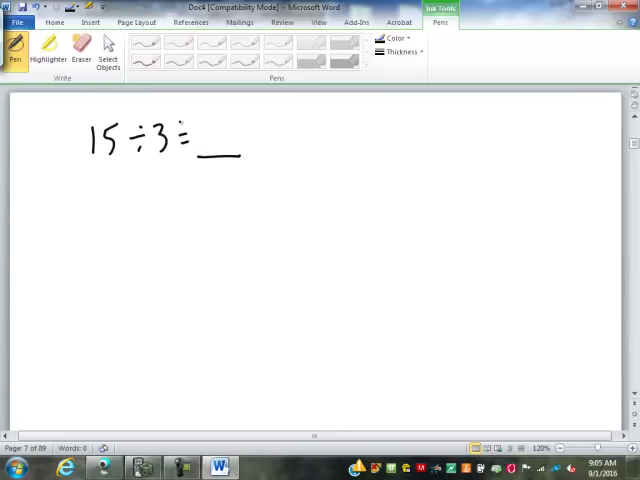 Doc4 [Compatibility Mode] - Microsoft Word
Ink Tools
File Home Insert Page Layout References Mailings Review View Add-Ins Acrobat Pens
Pen Highlighter Eraser Select Objects
Color
Thickness
Write Pens
15 ÷ 3 = ___
Page: 7 of 89 Words: 0 120%
9:05 AM
9/1/2016